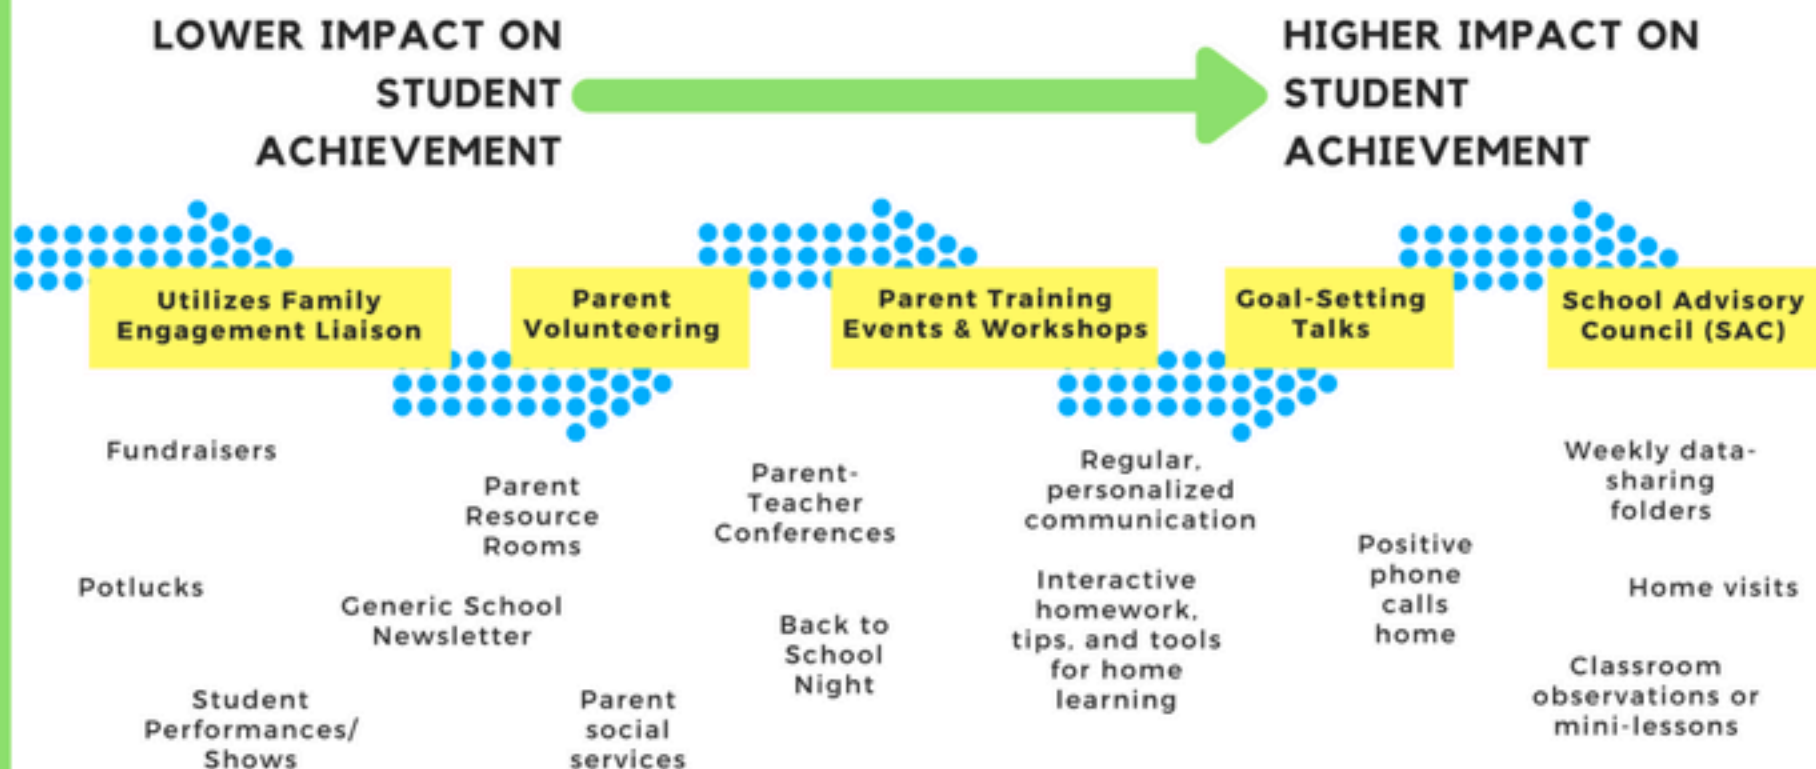 LOWER IMPACT ON
STUDENT
ACHIEVEMENT
HIGHER IMPACT ON
STUDENT
ACHIEVEMENT
Utilizes Family
Engagement Liaison
Parent
Volunteering
Parent Training
Events & Workshops
Goal-Setting
Talks
School Advisory
Council (SAC)
Fundraisers
Potlucks
Student
Performances/
Shows
Parent
Resource
Rooms
Generic School
Newsletter
Parent
social
services
Parent-
Teacher
Conferences
Back to
School
Night
Regular,
personalized
communication
Interactive
homework,
tips, and tools
for home
learning
Positive
phone
calls
home
Weekly data-
sharing
folders
Home visits
Classroom
observations or
mini-lessons